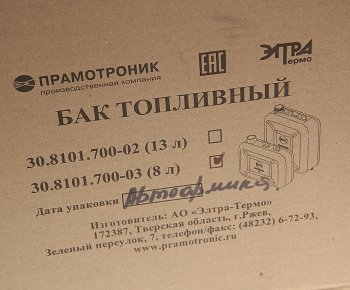 ПРАМОТРОНИК
производственная компания
EAC
ЭЛТРА
Термо
БАК ТОПЛИВНЫЙ
30.8101.700-02 (13 л)
30.8101.700-03 (8 л)
Дата упаковки Автоармика
Изготовитель: АО «Элтра-Термо»
172387, Тверская область, г.Ржев,
Зеленый переулок, 7, телефон/факс: (48232) 6-72-93,
www.pramotronic.ru